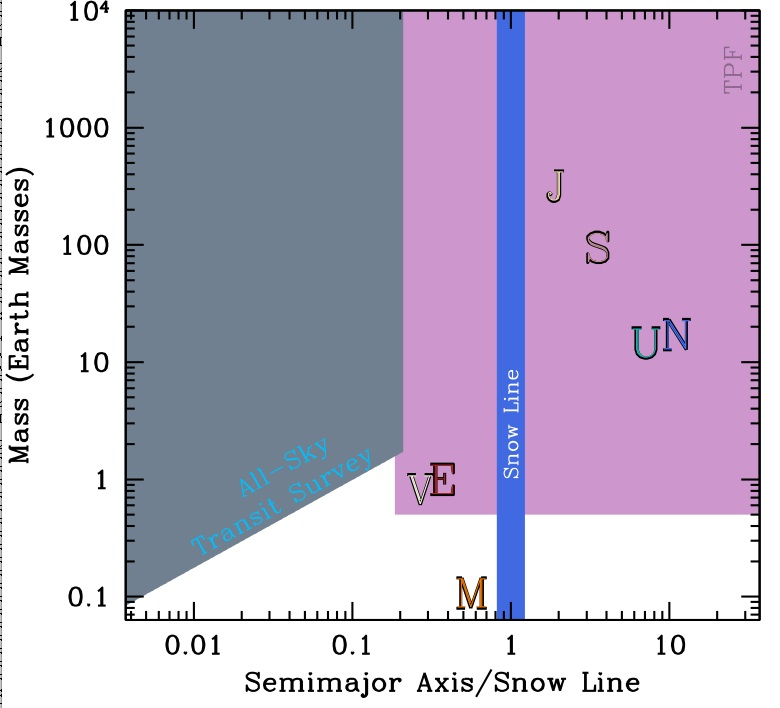 10⁴
1000
100
10
1
0.1
Mass (Earth Masses)
TPF
J
S
U N
Snow Line
All-Sky
Transit Survey
V E
M
0.01 0.1 1 10
Semimajor Axis/Snow Line